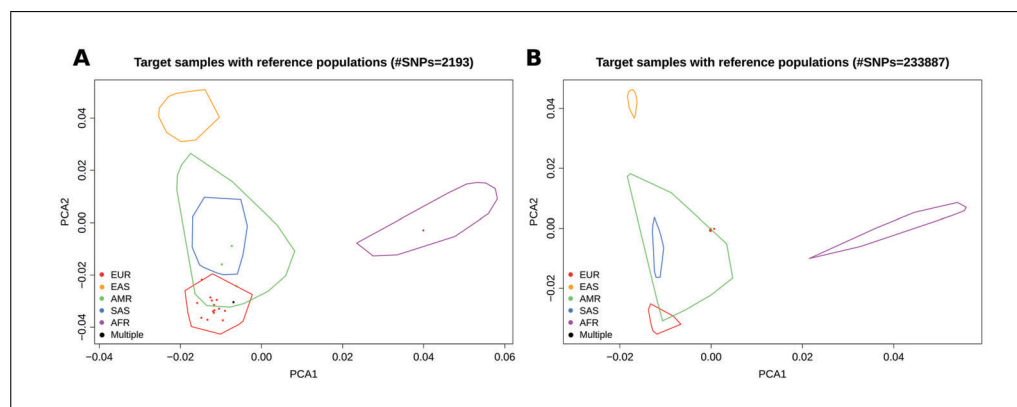 A
Target samples with reference populations (#SNPs=2193)
PCA2
0.04
0.02
0.00
−0.02
−0.04
EUR
EAS
AMR
SAS
AFR
Multiple
−0.04 −0.02 0.00 0.02 0.04 0.06
PCA1
B
Target samples with reference populations (#SNPs=233887)
PCA2
0.04
0.02
0.00
−0.02
EUR
EAS
AMR
SAS
AFR
Multiple
−0.02 0.00 0.02 0.04
PCA1